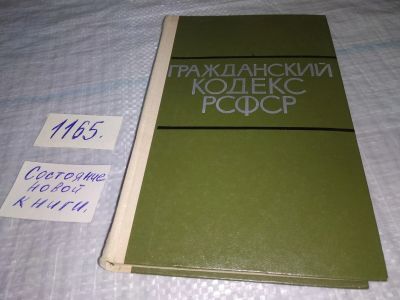 ГРАЖДАНСКИЙ
КОДЕКС
РСФСР
1165.
Состояние
новой
книги.